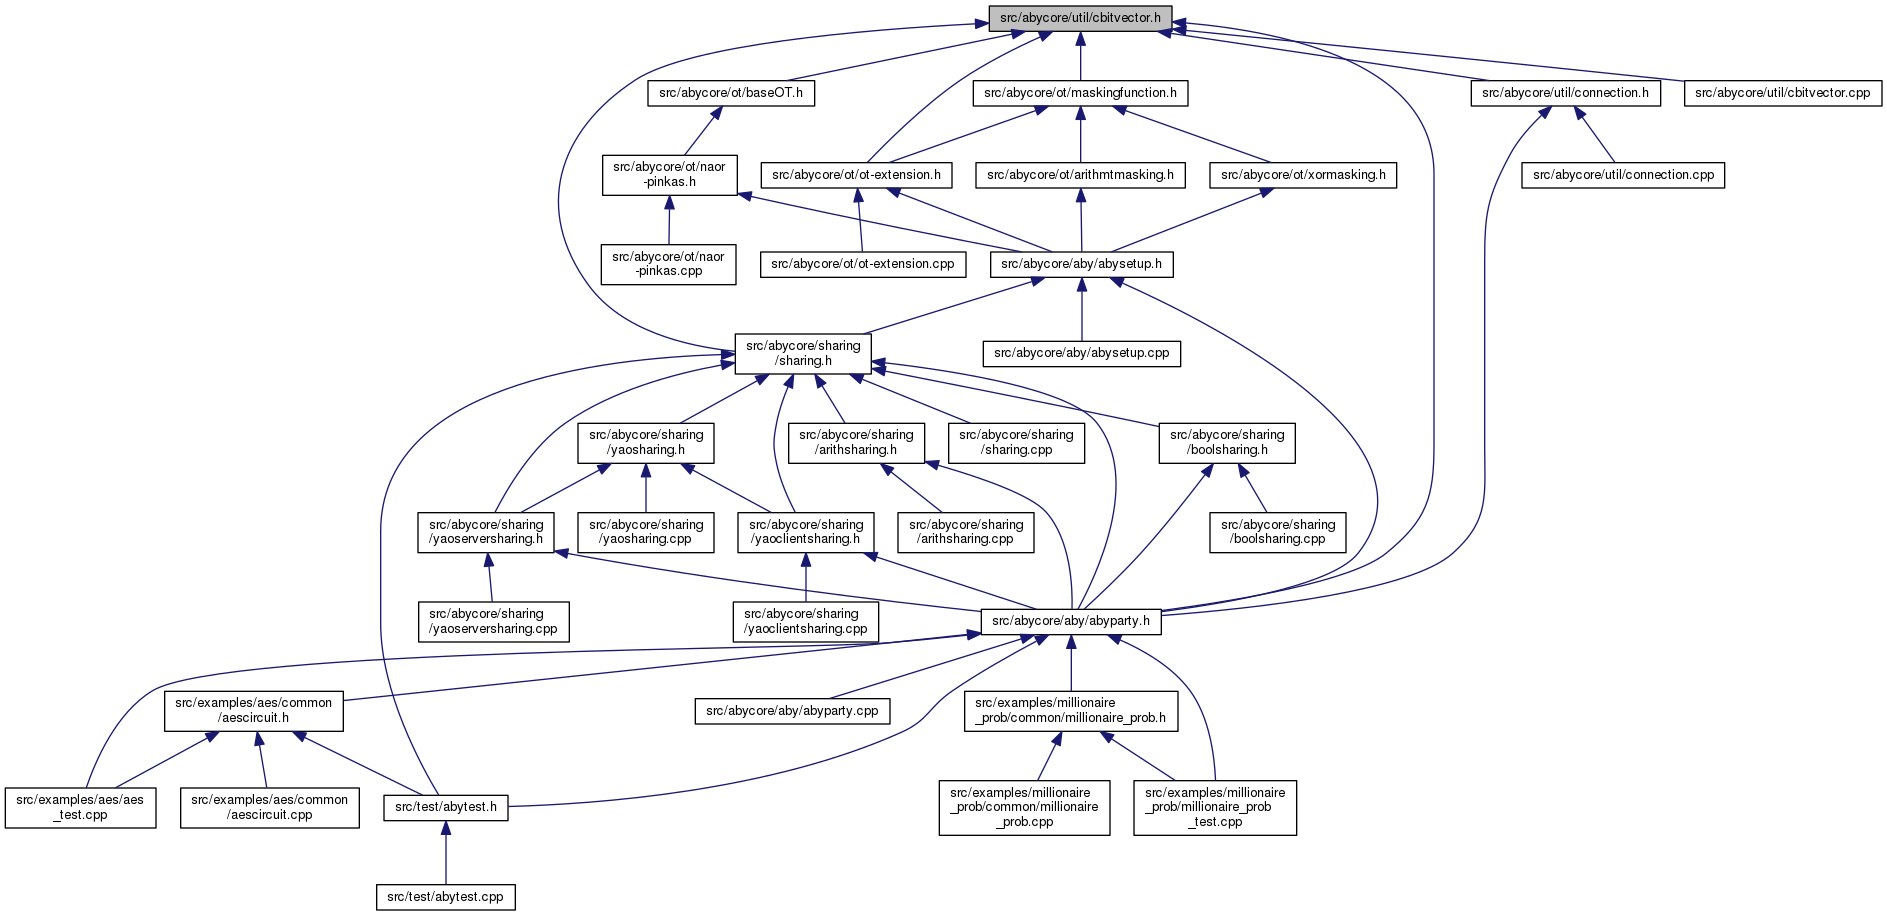 src/abycore/util/cbitvector.h
src/abycore/ot/baseOT.h
src/abycore/ot/maskingfunction.h
src/abycore/util/connection.h
src/abycore/util/cbitvector.cpp
src/abycore/ot/naor
-pinkas.h
src/abycore/ot/ot-extension.h
src/abycore/ot/arithmtmasking.h
src/abycore/ot/xormasking.h
src/abycore/util/connection.cpp
src/abycore/ot/naor
-pinkas.cpp
src/abycore/ot/ot-extension.cpp
src/abycore/aby/abysetup.h
src/abycore/sharing
/sharing.h
src/abycore/aby/abysetup.cpp
src/abycore/sharing
/yaosharing.h
src/abycore/sharing
/arithsharing.h
src/abycore/sharing
/sharing.cpp
src/abycore/sharing
/boolsharing.h
src/abycore/sharing
/yaoserversharing.h
src/abycore/sharing
/yaosharing.cpp
src/abycore/sharing
/yaoclientsharing.h
src/abycore/sharing
/arithsharing.cpp
src/abycore/sharing
/boolsharing.cpp
src/abycore/sharing
/yaoserversharing.cpp
src/abycore/sharing
/yaoclientsharing.cpp
src/abycore/aby/abyparty.h
src/examples/aes/common
/aescircuit.h
src/abycore/aby/abyparty.cpp
src/examples/millionaire
_prob/common/millionaire_prob.h
src/examples/aes/aes
_test.cpp
src/examples/aes/common
/aescircuit.cpp
src/test/abytest.h
src/examples/millionaire
_prob/common/millionaire
_prob.cpp
src/examples/millionaire
_prob/millionaire_prob
_test.cpp
src/test/abytest.cpp